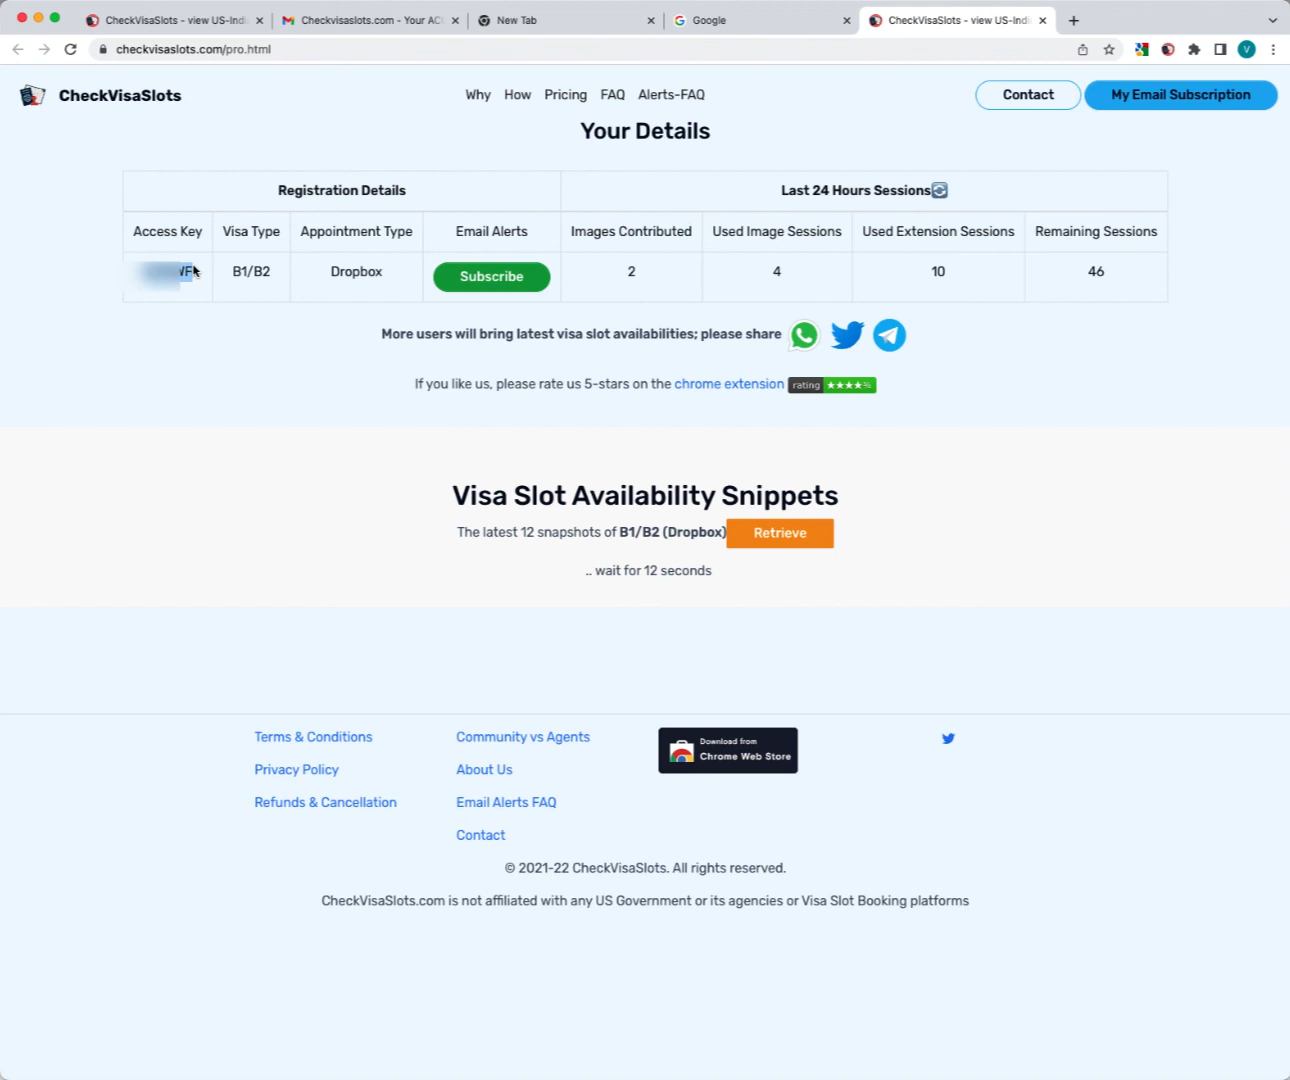 CheckVisaSlots - view US-Indi
Checkvisaslots.com - Your AC
New Tab
Google
CheckVisaSlots - view US-Indi
checkvisaslots.com/pro.html
V
CheckVisaSlots
Why
How
Pricing
FAQ
Alerts-FAQ
Contact
My Email Subscription
Your Details
Registration Details
Last 24 Hours Sessions
Access Key
Visa Type
Appointment Type
Email Alerts
Images Contributed
Used Image Sessions
Used Extension Sessions
Remaining Sessions
B1/B2
Dropbox
Subscribe
2
4
10
46
More users will bring latest visa slot availabilities; please share
If you like us, please rate us 5-stars on the chrome extension rating
Visa Slot Availability Snippets
The latest 12 snapshots of B1/B2 (Dropbox) Retrieve
.. wait for 12 seconds
Terms & Conditions
Privacy Policy
Refunds & Cancellation
Community vs Agents
About Us
Email Alerts FAQ
Contact
Download from
Chrome Web Store
© 2021-22 CheckVisaSlots. All rights reserved.
CheckVisaSlots.com is not affiliated with any US Government or its agencies or Visa Slot Booking platforms